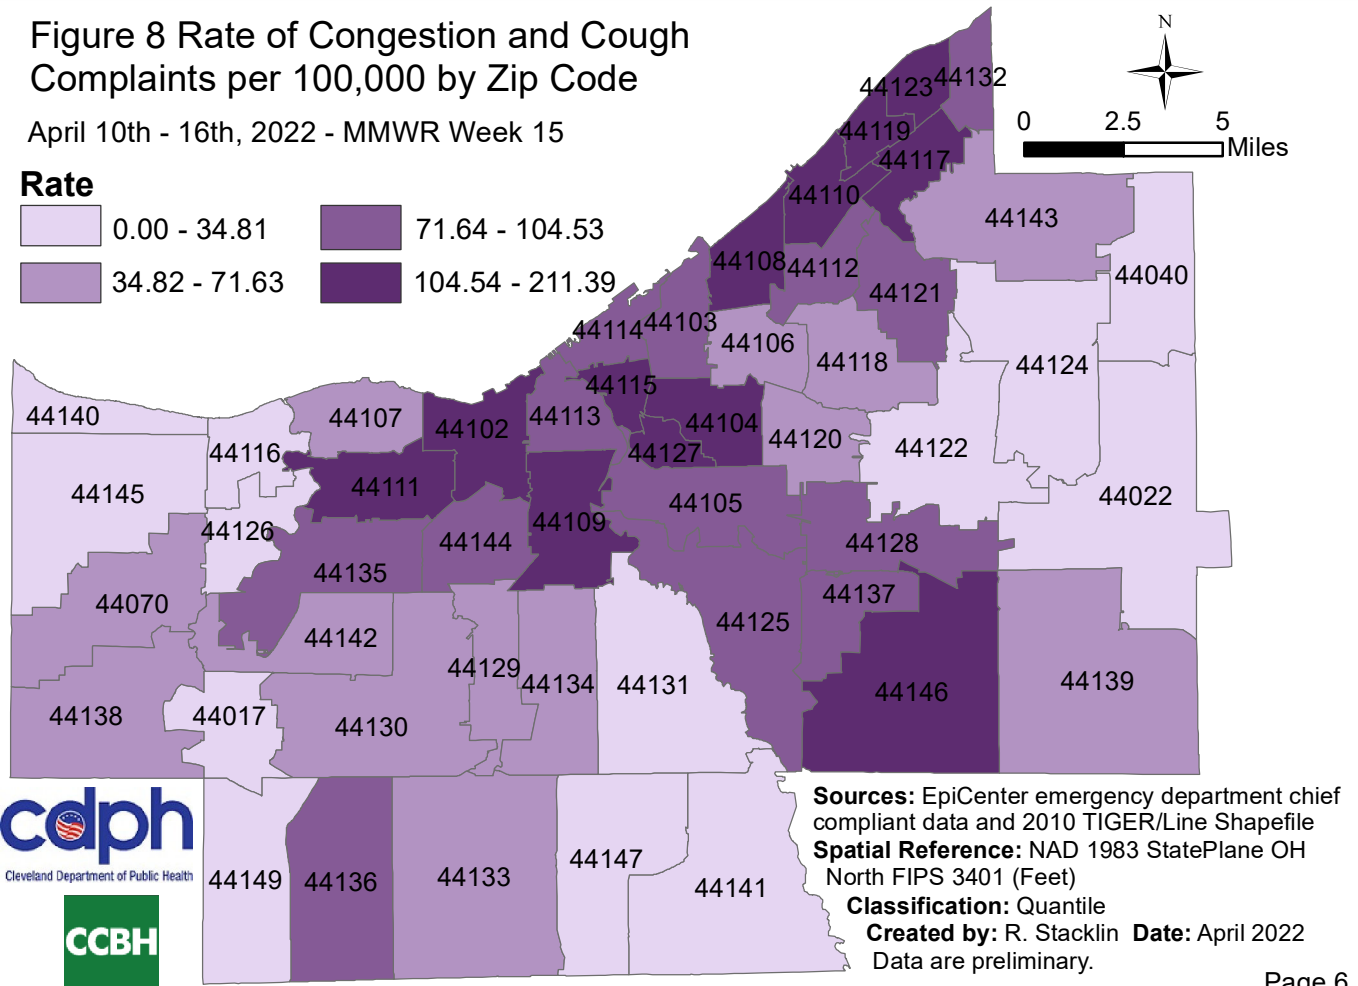 Figure 8 Rate of Congestion and Cough
Complaints per 100,000 by Zip Code
April 10th - 16th, 2022 - MMWR Week 15
Rate
0.00 - 34.81
71.64 - 104.53
34.82 - 71.63
104.54 - 211.39
N
0 2.5 5
Miles
44132
44123
44119
44117
44110
44143
44108
44112
44040
44121
44114
44103
44106
44118
44124
44115
44140
44107
44102
44113
44104
44120
44116
44127
44122
44111
44145
44105
44022
44126
44109
44144
44128
44135
44070
44137
44142
44125
44129
44134
44131
44139
44146
44138
44017
44130
44149
44136
44133
44147
44141
cdph
Cleveland Department of Public Health
CCBH
Sources: EpiCenter emergency department chief
compliant data and 2010 TIGER/Line Shapefile
Spatial Reference: NAD 1983 StatePlane OH
North FIPS 3401 (Feet)
Classification: Quantile
Created by: R. Stacklin Date: April 2022
Data are preliminary.
Page 6